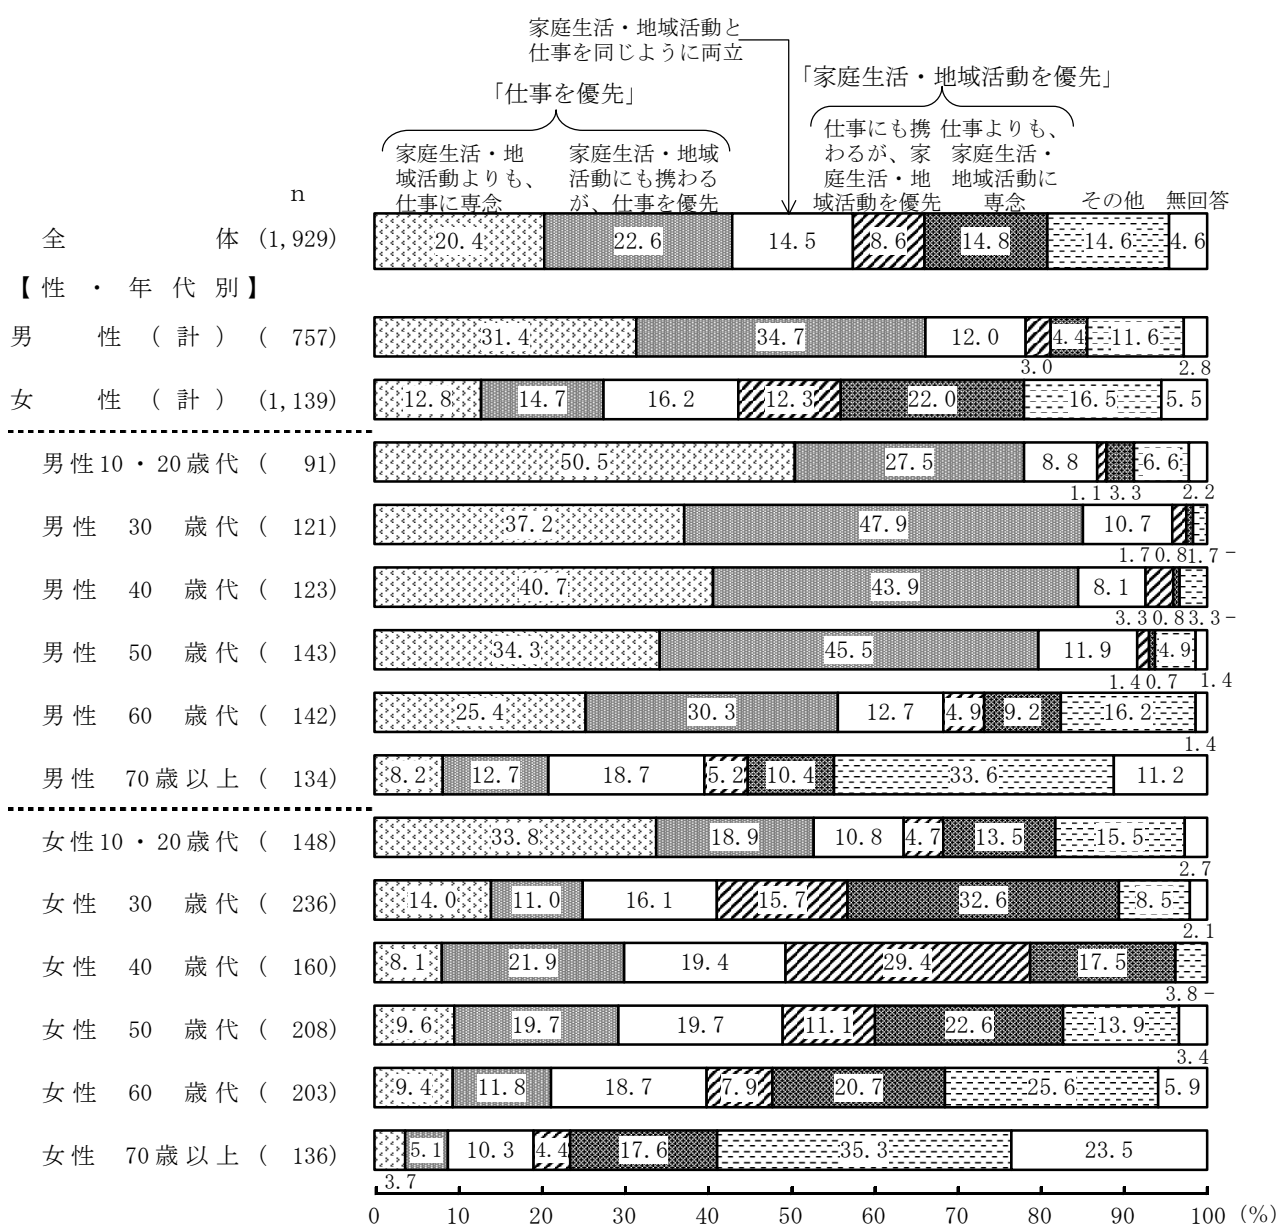 家庭生活・地域活動と
仕事を同じように両立
「仕事を優先」
「家庭生活・地域活動を優先」
家庭生活・地
域活動よりも、
仕事に専念
家庭生活・地域
活動にも携わる
が、仕事を優先
仕事にも携
わるが、家
庭生活・地
域活動を優先
仕事よりも、
家庭生活・
地域活動に
専念
その他
無回答
n
全体 (1,929) 20.4 22.6 14.5 8.6 14.8 14.6 4.6
【性・年代別】
男性(計) ( 757) 31.4 34.7 12.0 3.0 4.4 11.6 2.8
女性(計) (1,139) 12.8 14.7 16.2 12.3 22.0 16.5 5.5
男性10・20歳代 ( 91) 50.5 27.5 8.8 1.1 3.3 6.6 2.2
男性 30 歳代 ( 121) 37.2 47.9 10.7 1.7 0.8 1.7 -
男性 40 歳代 ( 123) 40.7 43.9 8.1 3.3 0.8 3.3 -
男性 50 歳代 ( 143) 34.3 45.5 11.9 1.4 0.7 4.9 1.4
男性 60 歳代 ( 142) 25.4 30.3 12.7 4.9 9.2 16.2 1.4
男性 70歳以上 ( 134) 8.2 12.7 18.7 5.2 10.4 33.6 11.2
女性10・20歳代 ( 148) 33.8 18.9 10.8 4.7 13.5 15.5 2.7
女性 30 歳代 ( 236) 14.0 11.0 16.1 15.7 32.6 8.5 2.1
女性 40 歳代 ( 160) 8.1 21.9 19.4 29.4 17.5 3.8 -
女性 50 歳代 ( 208) 9.6 19.7 19.7 11.1 22.6 13.9 3.4
女性 60 歳代 ( 203) 9.4 11.8 18.7 7.9 20.7 25.6 5.9
女性 70歳以上 ( 136) 3.7 5.1 10.3 4.4 17.6 35.3 23.5
0 10 20 30 40 50 60 70 80 90 100 (%)